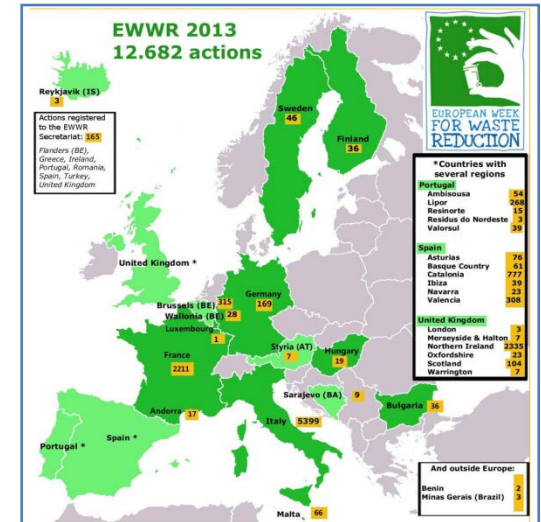 EWWR 2013
12.682 actions
EUROPEAN WEEK
FOR WASTE
REDUCTION
Reykjavik (IS)
3
Actions registered
to the EWWR
Secretariat: 165
Flanders (BE),
Greece, Ireland,
Portugal, Romania,
Spain, Turkey,
United Kingdom
Sweden
46
Finland
36
United Kingdom *
Brussels (BE) 315
Wallonia (BE) 28
Luxembourg
1
Germany
169
France
2211
Styria (AT)
7
Hungary
19
Sarajevo (BA) 9
Bulgaria 36
Andorra 17
Italy 5399
Portugal *
Spain *
Malta 66
*Countries with
several regions
Portugal
Ambisousa 54
Lipor 268
Resinorte 15
Residus do Nordeste 3
Valorsul 39
Spain
Asturias 76
Basque Country 61
Catalonia 777
Ibiza 39
Navarra 23
Valencia 308
United Kingdom
London 3
Merseyside & Halton 7
Northern Ireland 2335
Oxfordshire 23
Scotland 104
Warrington 7
And outside Europe:
Benin 2
Minas Gerais (Brazil) 3